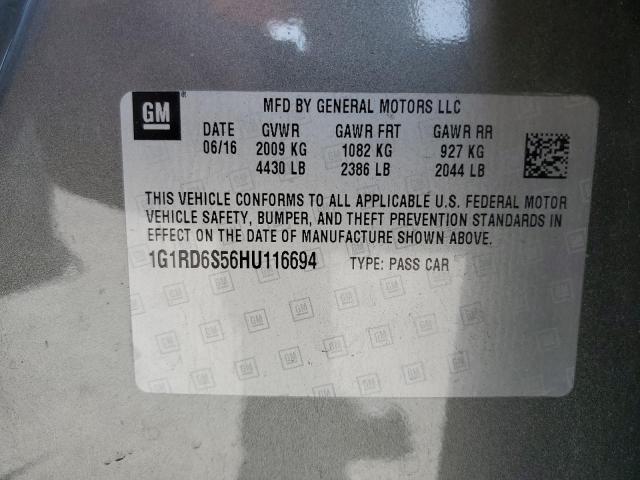 GM
MFD BY GENERAL MOTORS LLC
DATE GVWR GAWR FRT GAWR RR
06/16 2009 KG 1082 KG 927 KG
4430 LB 2386 LB 2044 LB
THIS VEHICLE CONFORMS TO ALL APPLICABLE U.S. FEDERAL MOTOR
VEHICLE SAFETY, BUMPER, AND THEFT PREVENTION STANDARDS IN
EFFECT ON THE DATE OF MANUFACTURE SHOWN ABOVE.
1G1RD6S56HU116694 TYPE: PASS CAR